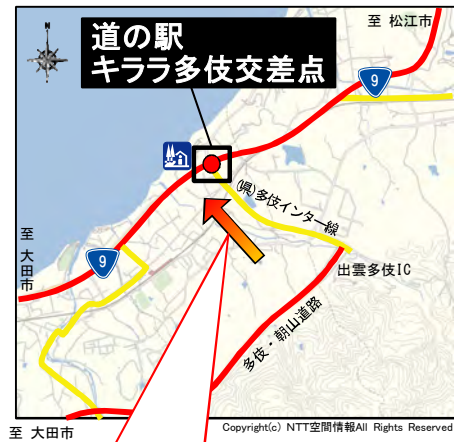 N
至 松江市
道の駅
キララ多伎交差点
9
(県)多伎インター線
至
大田市
9
出雲多伎IC
多伎・朝山道路
至 大田市
Copyright(c) NTT空間情報All Rights Reserved